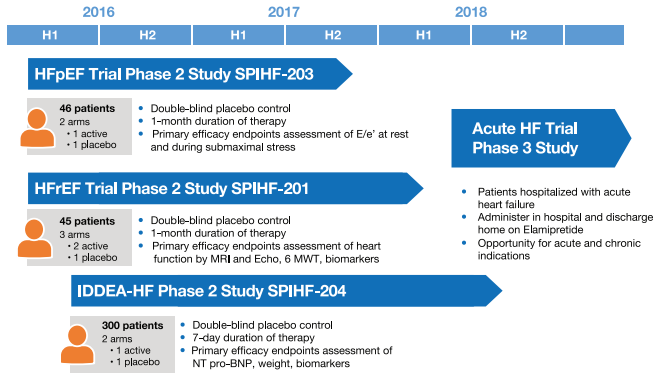 2016 2017 2018
H1 H2 H1 H2 H1 H2
HFpEF Trial Phase 2 Study SPIHF-203
46 patients
2 arms
• 1 active
• 1 placebo
• Double-blind placebo control
• 1-month duration of therapy
• Primary efficacy endpoints assessment of E/e' at rest
and during submaximal stress
Acute HF Trial
Phase 3 Study
• Patients hospitalized with acute
heart failure
• Administer in hospital and discharge
home on Elamipretide
• Opportunity for acute and chronic
indications
HFrEF Trial Phase 2 Study SPIHF-201
45 patients
3 arms
• 2 active
• 1 placebo
• Double-blind placebo control
• 1-month duration of therapy
• Primary efficacy endpoints assessment of heart
function by MRI and Echo, 6 MWT, biomarkers
IDDEA-HF Phase 2 Study SPIHF-204
300 patients
2 arms
• 1 active
• 1 placebo
• Double-blind placebo control
• 7-day duration of therapy
• Primary efficacy endpoints assessment of
NT pro-BNP, weight, biomarkers